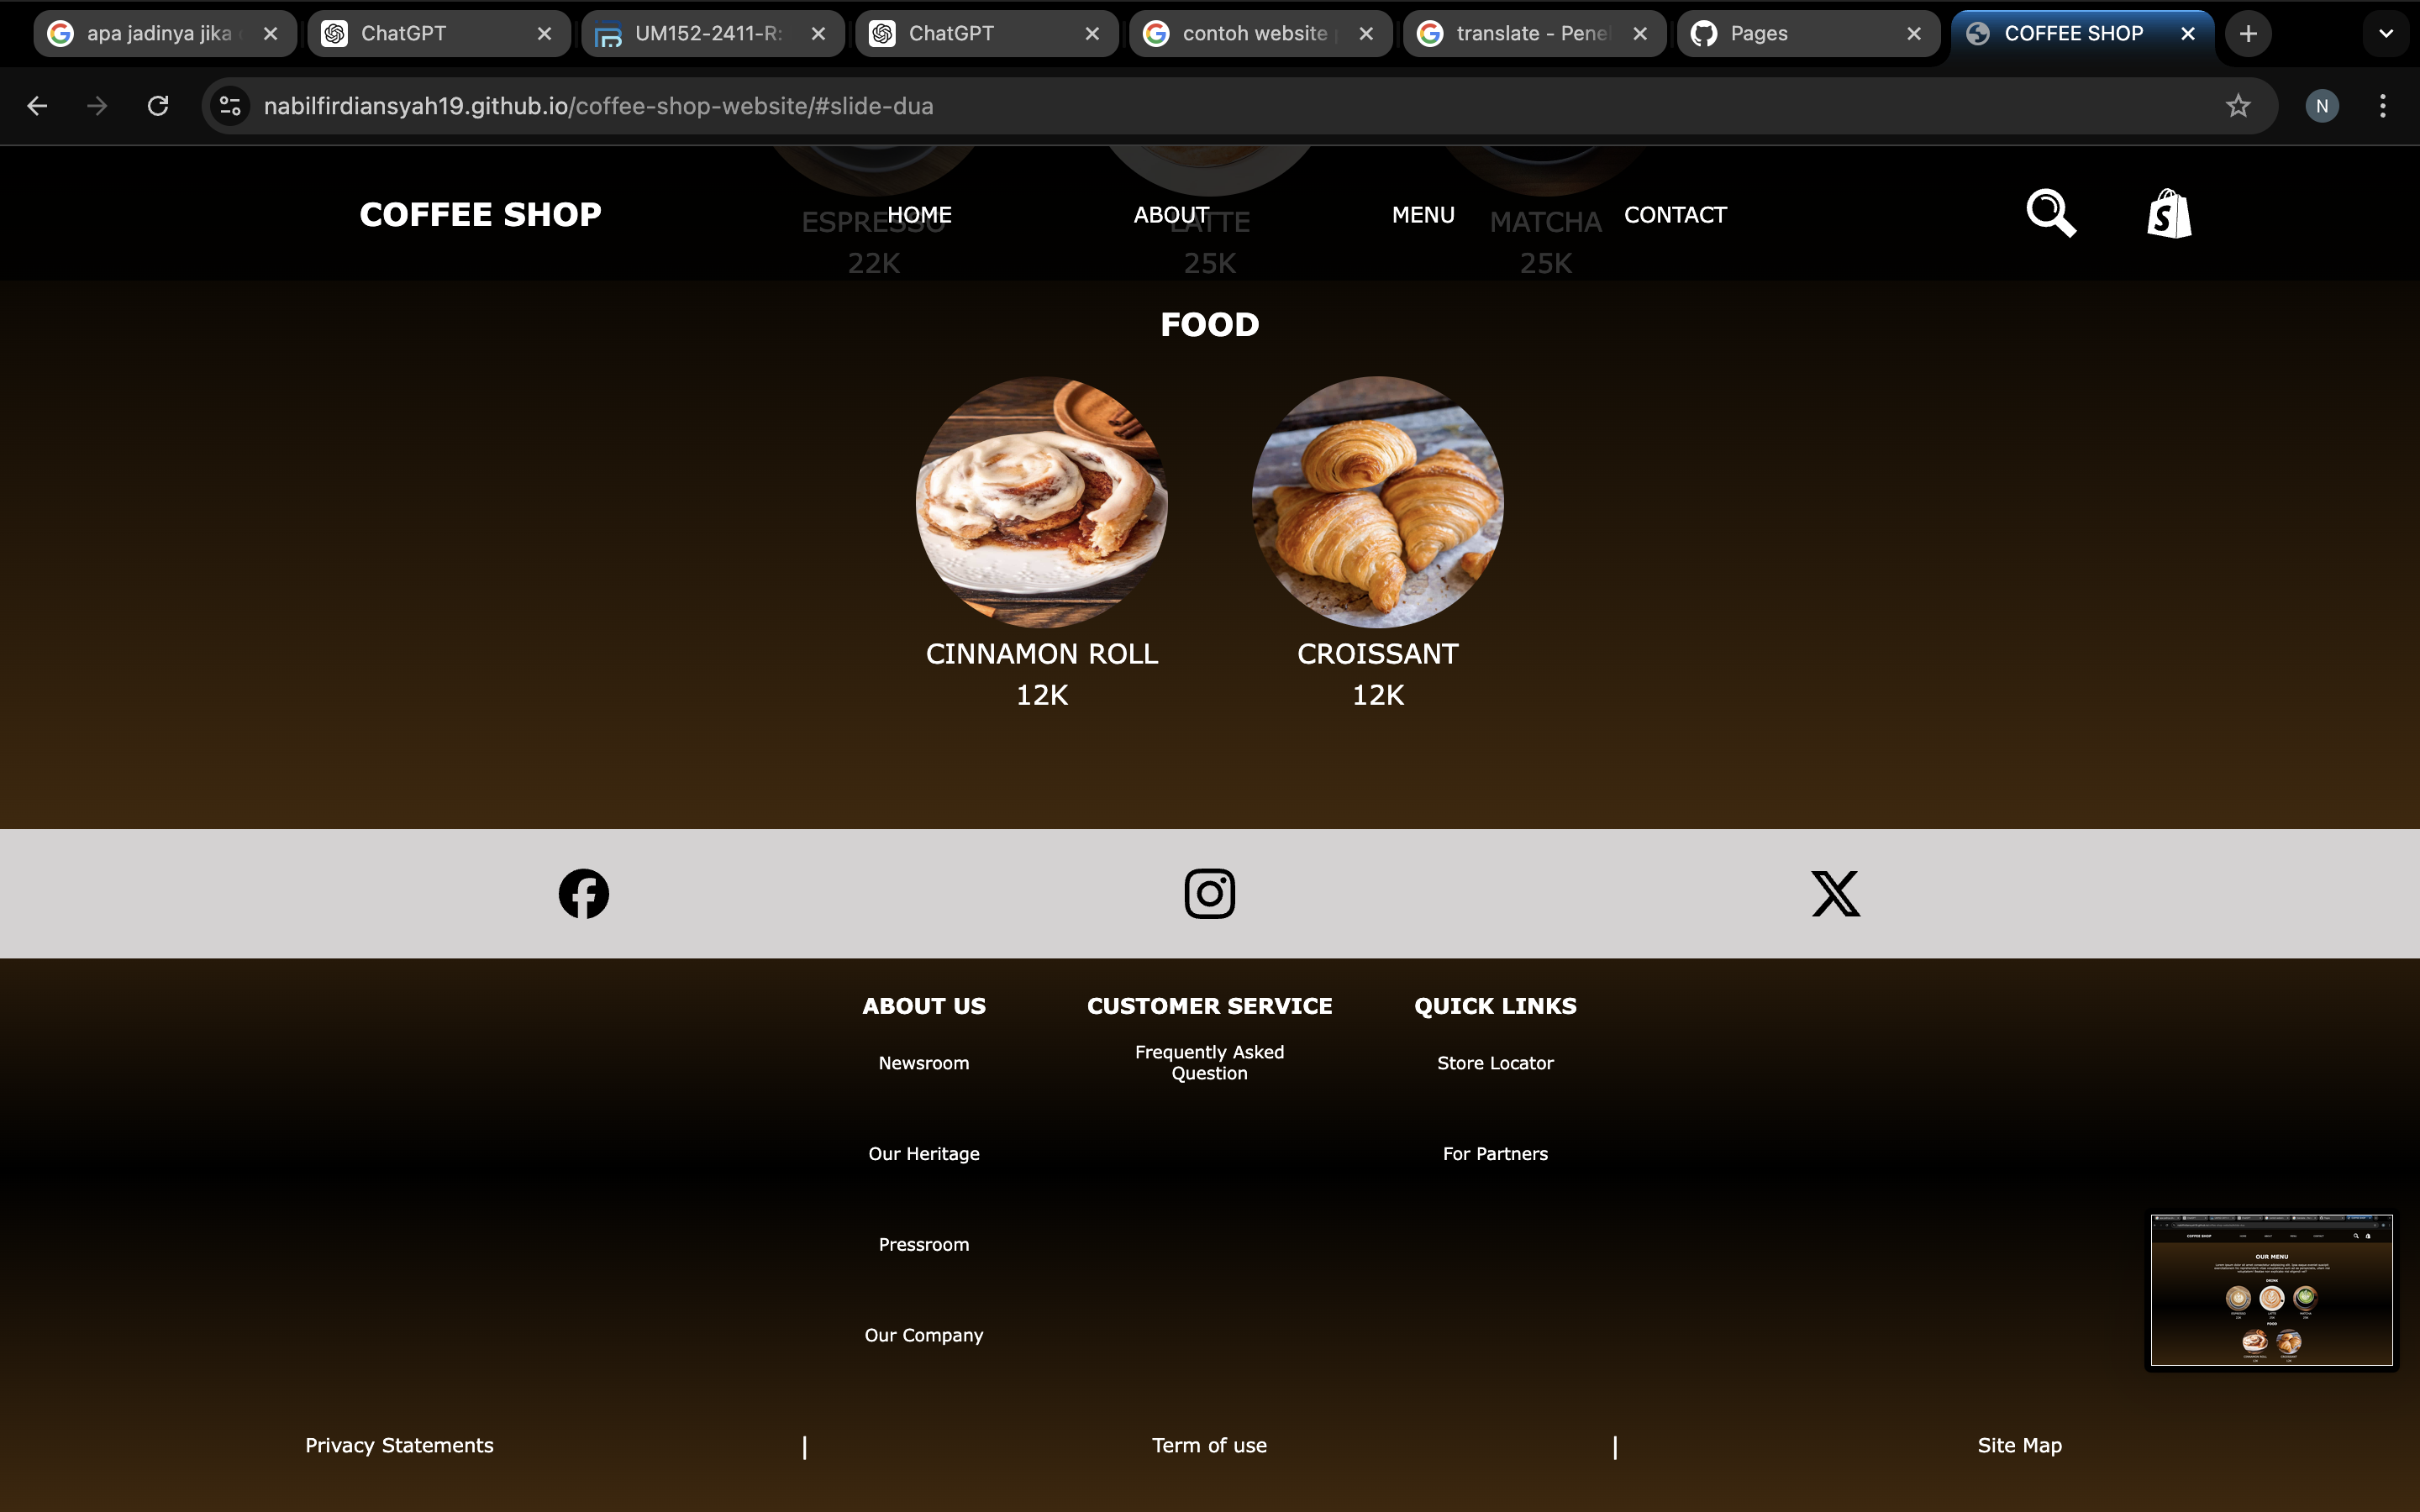 apa jadinya jika
ChatGPT
UM152-2411-R:
ChatGPT
contoh website
translate - Penel
Pages
COFFEE SHOP
nabilfirdiansyah19.github.io/coffee-shop-website/#slide-dua
N
COFFEE SHOP
HOME
ABOUT
MENU
CONTACT
ESPRESSO
LATTE
MATCHA
22K
25K
25K
FOOD
CINNAMON ROLL
CROISSANT
12K
12K
ABOUT US
CUSTOMER SERVICE
QUICK LINKS
Newsroom
Frequently Asked
Question
Store Locator
Our Heritage
For Partners
Pressroom
Our Company
OUR MENU
Privacy Statements
|
Term of use
|
Site Map